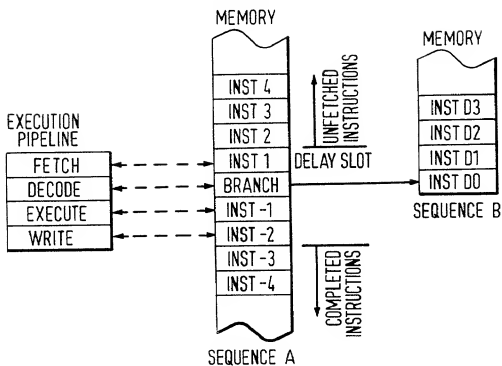 MEMORY
INST 4
INST 3
INST 2
INST 1
BRANCH
INST -1
INST -2
INST -3
INST -4
SEQUENCE A
EXECUTION
PIPELINE
FETCH
DECODE
EXECUTE
WRITE
UNFETCHED
INSTRUCTIONS
DELAY SLOT
COMPLETED
INSTRUCTIONS
MEMORY
INST D3
INST D2
INST D1
INST D0
SEQUENCE B